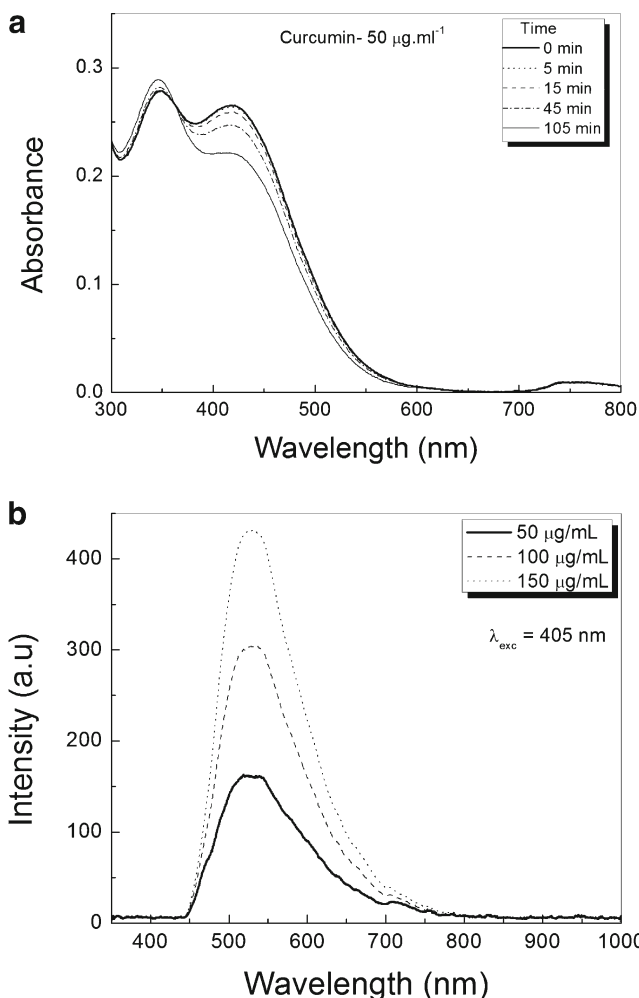 a
Curcumin- 50 μg.ml⁻¹
Time
0 min
5 min
15 min
45 min
105 min
0.3
0.2
0.1
0.0
Absorbance
300 400 500 600 700 800
Wavelength (nm)
b
50 μg/mL
100 μg/mL
150 μg/mL
λexc = 405 nm
400
300
200
100
0
Intensity (a.u)
400 500 600 700 800 900 1000
Wavelength (nm)